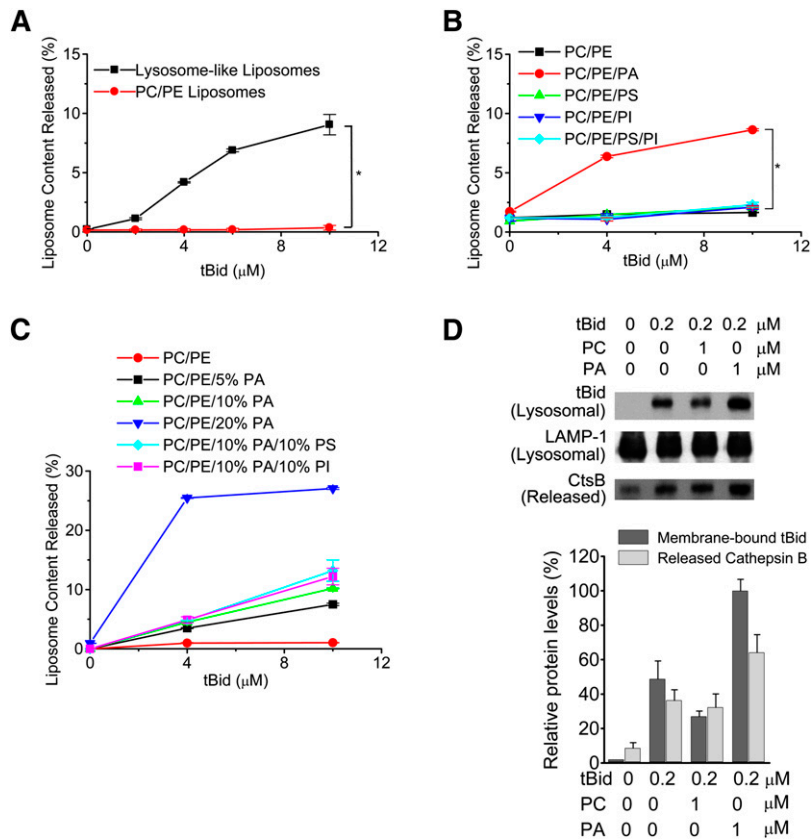 A
Liposome Content Released (%)
15
10
5
0
0
4
8
12
tBid (μM)
Lysosome-like Liposomes
PC/PE Liposomes
*
B
Liposome Content Released (%)
15
10
5
0
0
4
8
12
tBid (μM)
PC/PE
PC/PE/PA
PC/PE/PS
PC/PE/PI
PC/PE/PS/PI
*
C
PC/PE
PC/PE/5% PA
PC/PE/10% PA
PC/PE/20% PA
PC/PE/10% PA/10% PS
PC/PE/10% PA/10% PI
Liposome Content Released (%)
30
20
10
0
0
4
8
12
tBid (μM)
D
tBid 0 0.2 0.2 0.2 μM
PC 0 0 1 0 μM
PA 0 0 0 1 μM
tBid
(Lysosomal)
LAMP-1
(Lysosomal)
CtsB
(Released)
Membrane-bound tBid
Released Cathepsin B
Relative protein levels (%)
120
100
80
60
40
20
0
tBid 0 0.2 0.2 0.2 μM
PC 0 0 1 0 μM
PA 0 0 0 1 μM